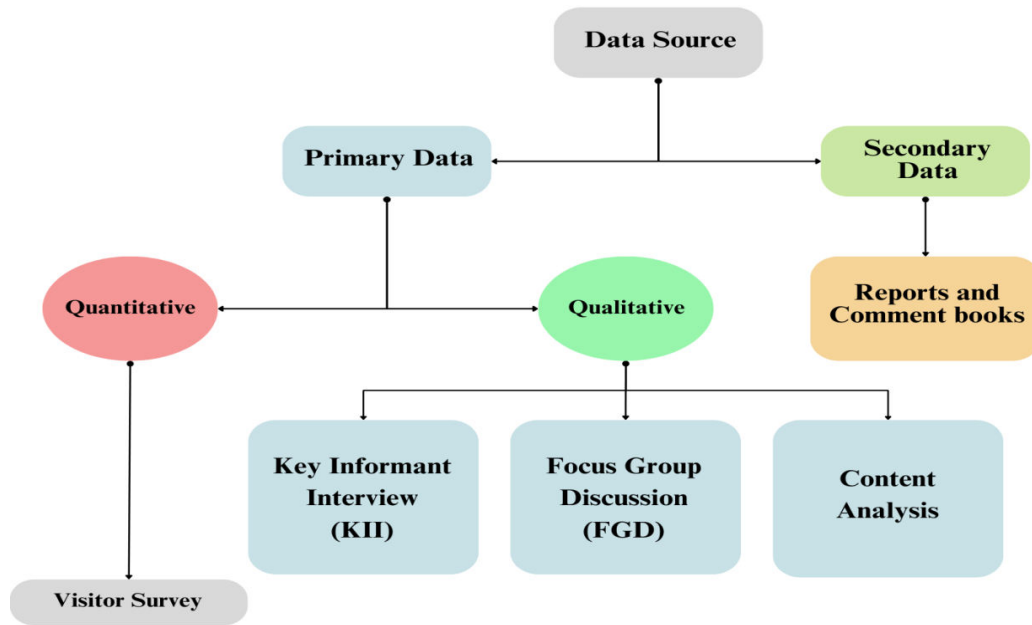 Data Source
Primary Data
Secondary
Data
Quantitative
Qualitative
Reports and
Comment books
Key Informant
Interview
(KII)
Focus Group
Discussion
(FGD)
Content
Analysis
Visitor Survey